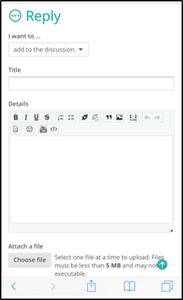 Reply
I want to ...
add to the discussion.
Title
Details
B I U S
Attach a file
Choose file Select one file at a time to upload. Files
must be less than 5 MB and may not
executable.